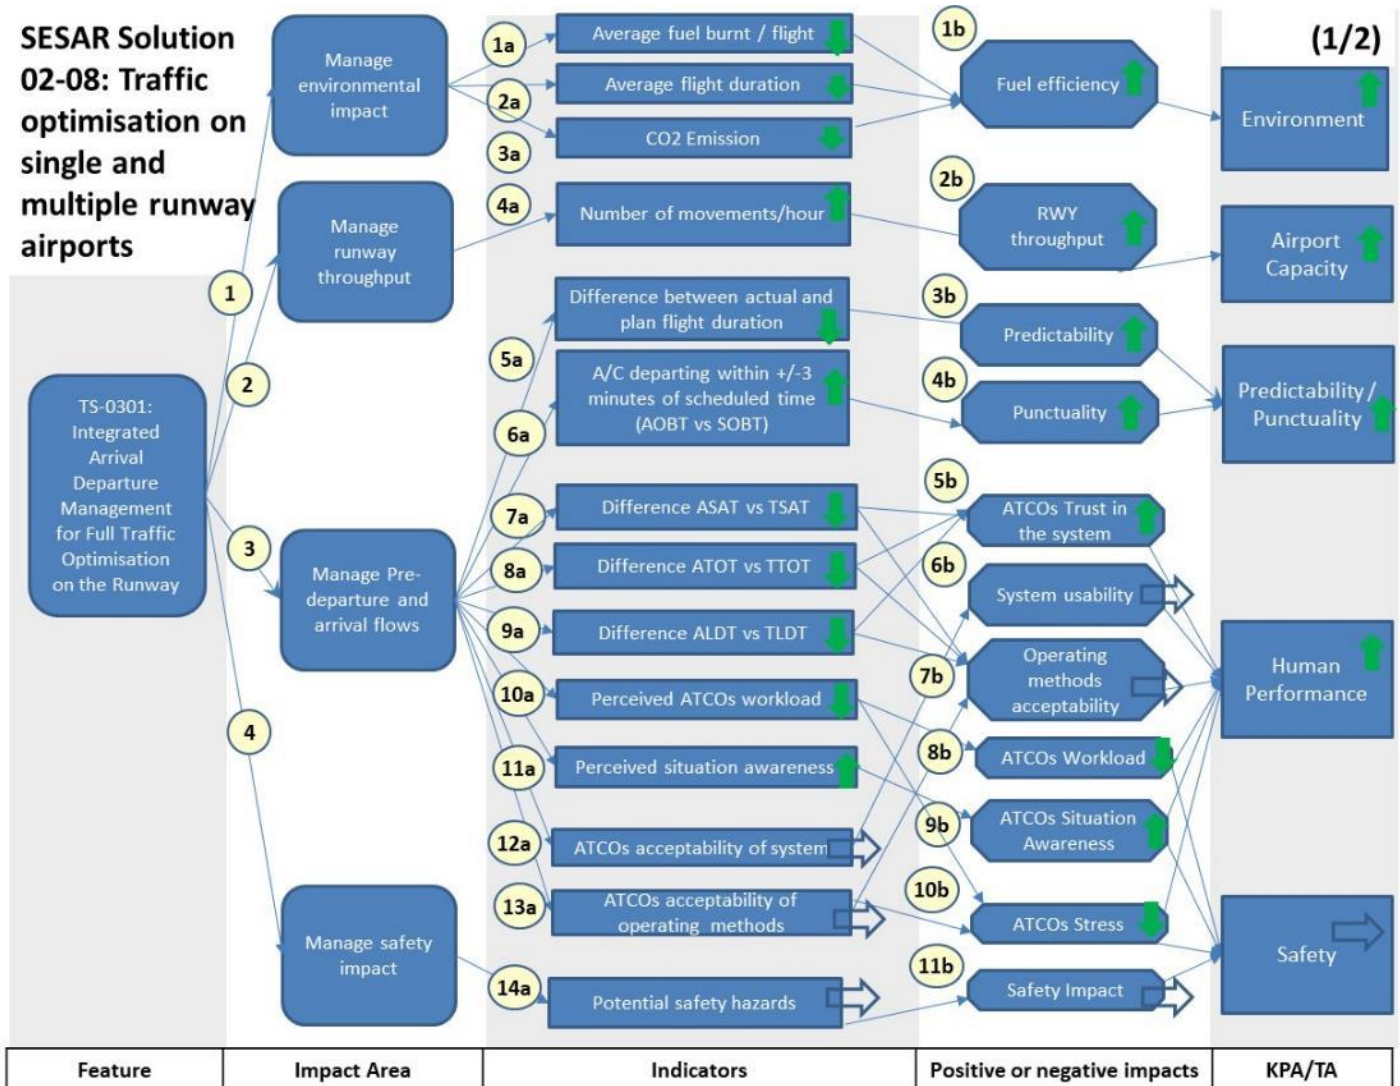 SESAR Solution
02-08: Traffic
optimisation on
single and
multiple runway
airports
(1/2)
TS-0301:
Integrated
Arrival
Departure
Management
for Full Traffic
Optimisation
on the Runway
1
2
3
4
Manage
environmental
impact
Manage
runway
throughput
Manage Pre-
departure and
arrival flows
Manage safety
impact
1a
2a
3a
4a
5a
6a
7a
8a
9a
10a
11a
12a
13a
14a
Average fuel burnt / flight
Average flight duration
CO2 Emission
Number of movements/hour
Difference between actual and
plan flight duration
A/C departing within +/-3
minutes of scheduled time
(AOBT vs SOBT)
Difference ASAT vs TSAT
Difference ATOT vs TTOT
Difference ALDT vs TLDT
Perceived ATCOs workload
Perceived situation awareness
ATCOs acceptability of system
ATCOs acceptability of
operating methods
Potential safety hazards
1b
2b
3b
4b
5b
6b
7b
8b
9b
10b
11b
Fuel efficiency
RWY
throughput
Predictability
Punctuality
ATCOs Trust in
the system
System usability
Operating
methods
acceptability
ATCOs Workload
ATCOs Situation
Awareness
ATCOs Stress
Safety Impact
Environment
Airport
Capacity
Predictability/
Punctuality
Human
Performance
Safety
Feature
Impact Area
Indicators
Positive or negative impacts
KPA/TA